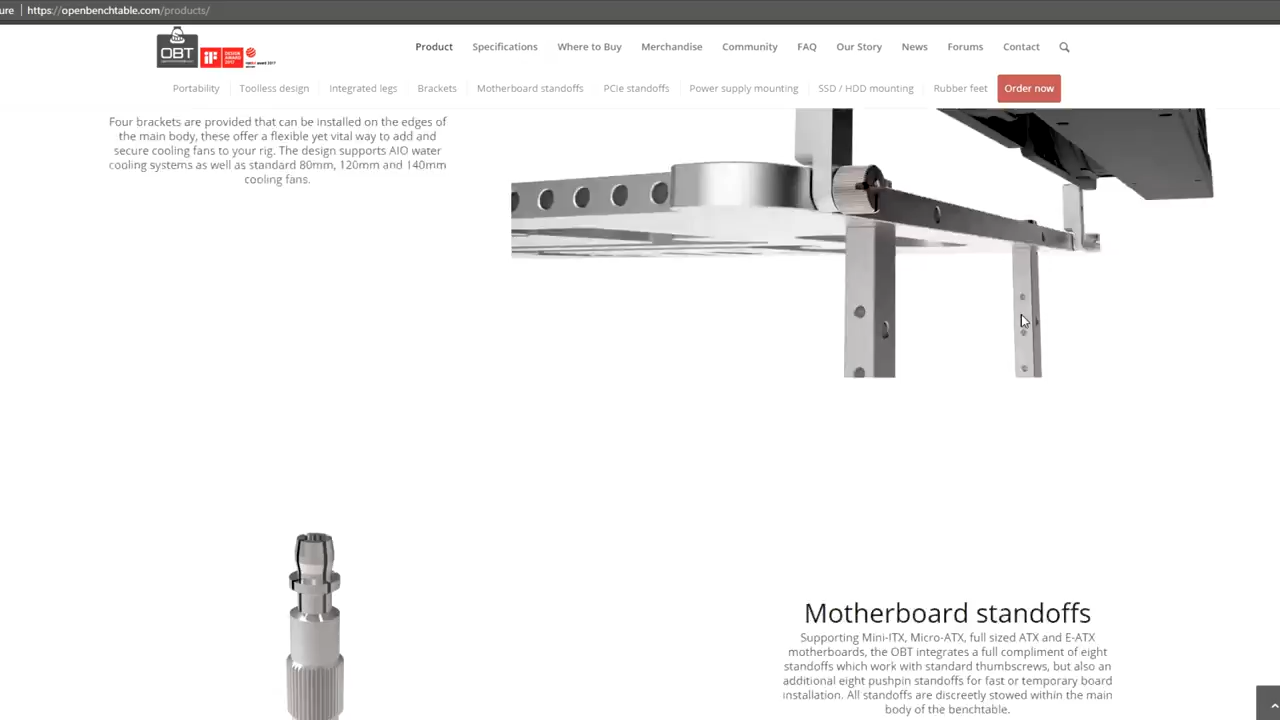 ure https://openbenchtable.com/products/
OBT
Product Specifications Where to Buy Merchandise Community FAQ Our Story News Forums Contact
Portability Toolless design Integrated legs Brackets Motherboard standoffs PCIe standoffs Power supply mounting SSD / HDD mounting Rubber feet Order now
Four brackets are provided that can be installed on the edges of
the main body, these offer a flexible yet vital way to add and
secure cooling fans to your rig. The design supports AIO water
cooling systems as well as standard 80mm, 120mm and 140mm
cooling fans.
Motherboard standoffs
Supporting Mini-ITX, Micro-ATX, full sized ATX and E-ATX
motherboards, the OBT integrates a full compliment of eight
standoffs which work with standard thumbscrews, but also an
additional eight pushpin standoffs for fast or temporary board
installation. All standoffs are discreetly stowed within the main
body of the benchtable.